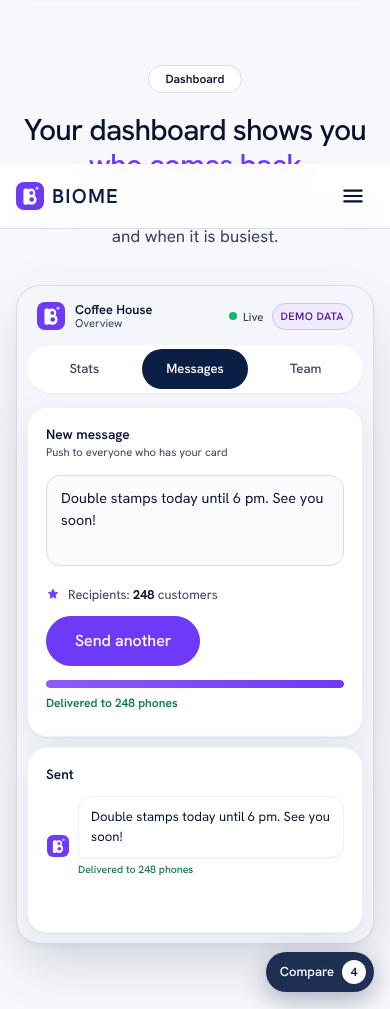 Dashboard
Your dashboard shows you
who comes back
BIOME
and when it is busiest.
Coffee House
Overview
Live
DEMO DATA
Stats
Messages
Team
New message
Push to everyone who has your card
Double stamps today until 6 pm. See you
soon!
Recipients: 248 customers
Send another
Delivered to 248 phones
Sent
Double stamps today until 6 pm. See you
soon!
Delivered to 248 phones
Compare 4